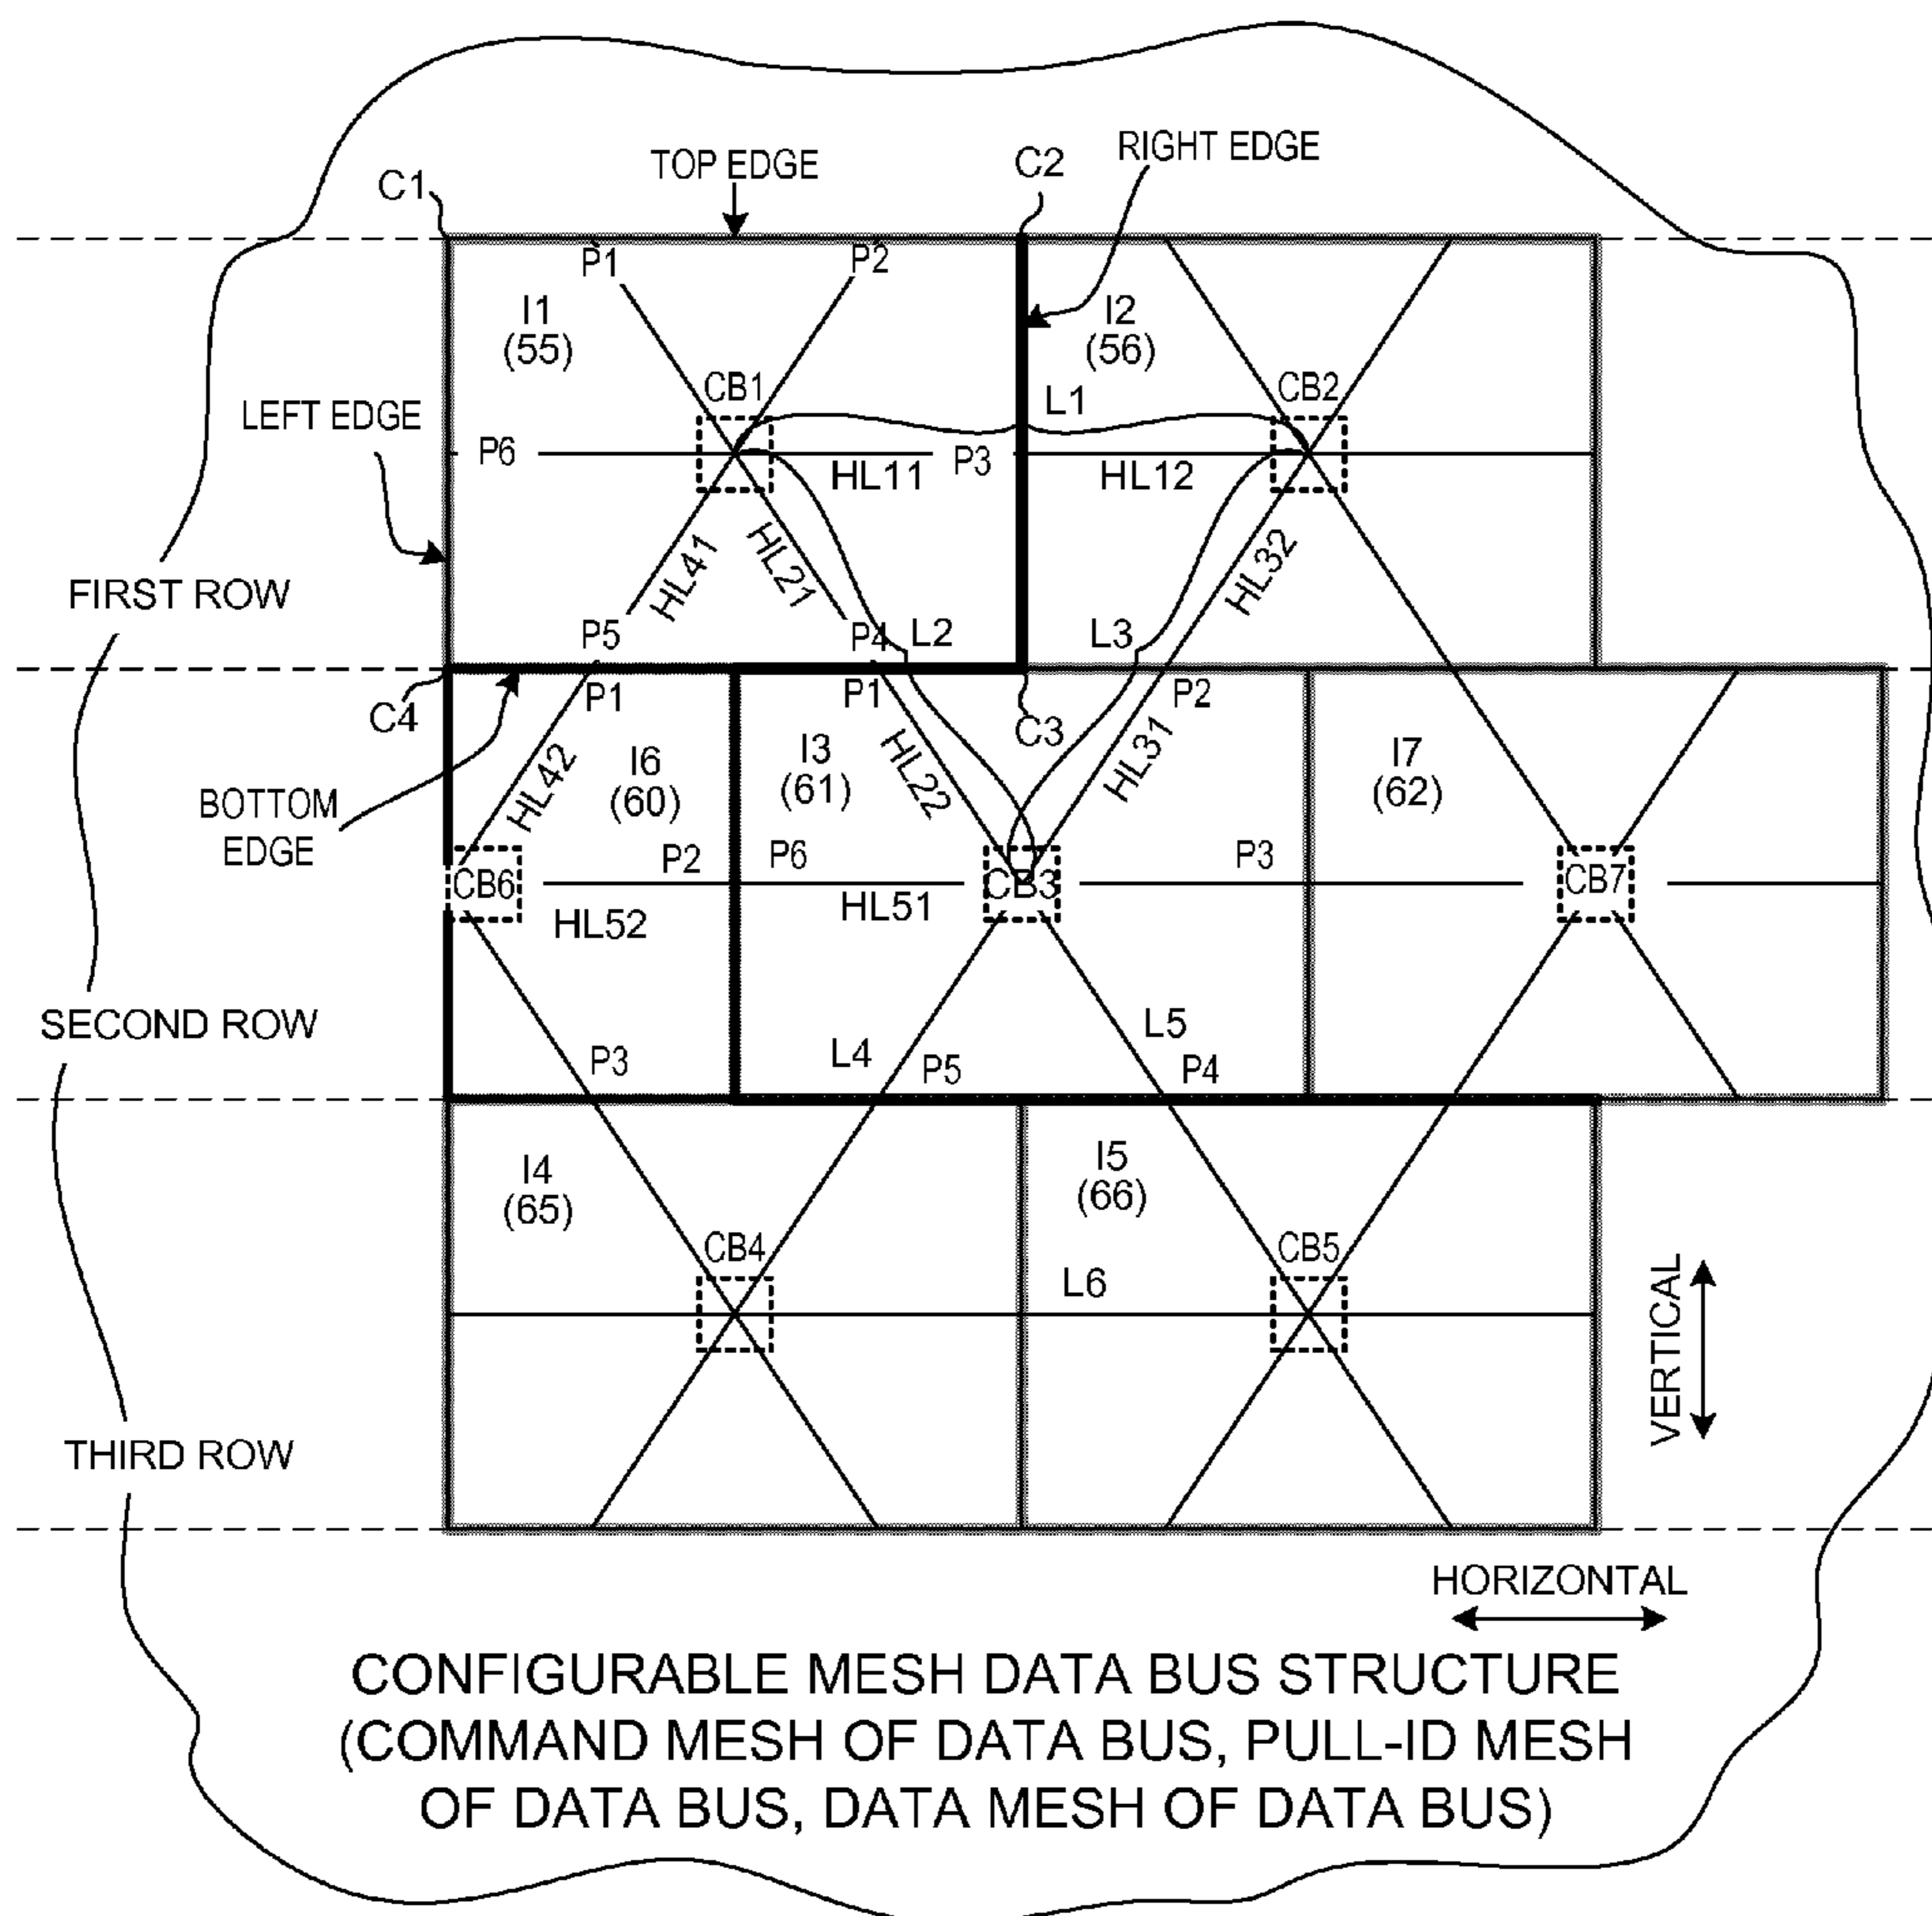 TOP EDGE
C2
RIGHT EDGE
C1
P1
P2
I1
(55)
I2
(56)
CB1
CB2
L1
LEFT EDGE
P6
P3
HL11
HL12
HL41
HL21
HL32
FIRST ROW
P5
P4
L2
L3
C4
P1
P1
C3
P2
I6
(60)
I3
(61)
I7
(62)
HL42
HL22
HL31
BOTTOM
EDGE
P2
P6
P3
CB6
CB3
CB7
HL52
HL51
SECOND ROW
P3
L4
P5
L5
P4
I4
(65)
I5
(66)
CB4
CB5
L6
VERTICAL
THIRD ROW
HORIZONTAL
CONFIGURABLE MESH DATA BUS STRUCTURE
(COMMAND MESH OF DATA BUS, PULL-ID MESH
OF DATA BUS, DATA MESH OF DATA BUS)